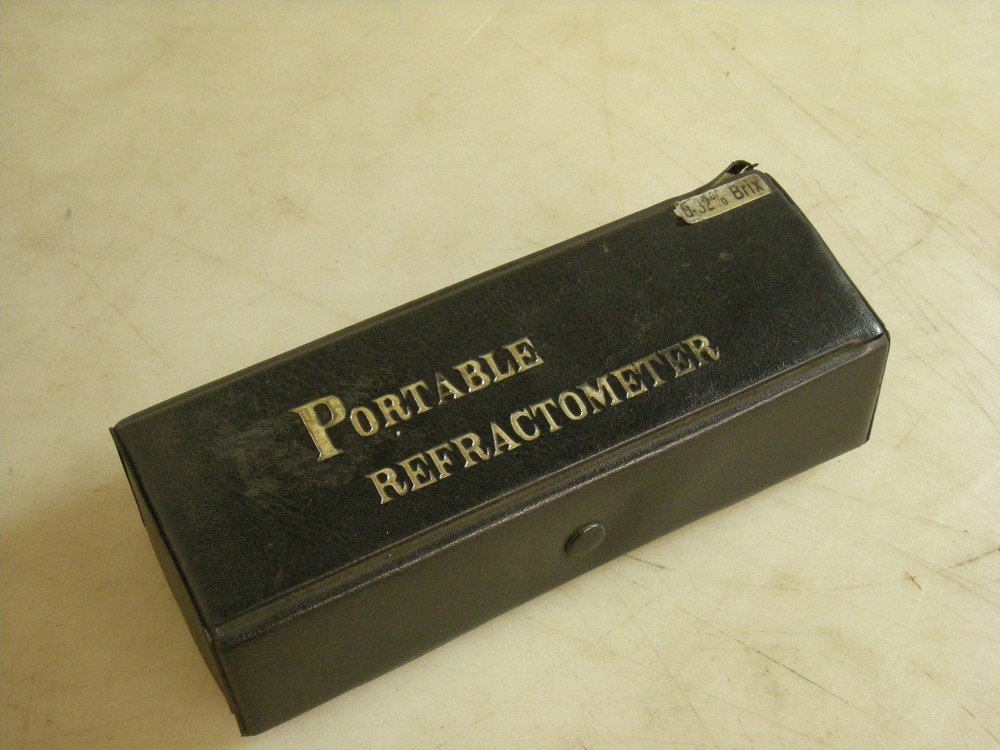 0-32% Brix
PORTABLE
REFRACTOMETER